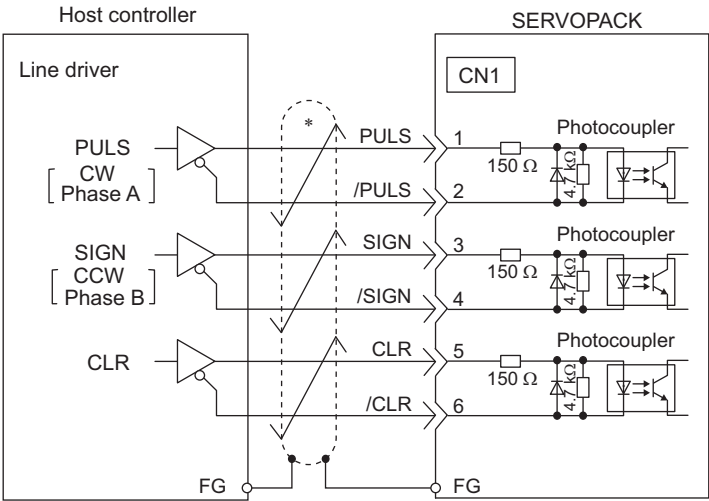 Host controller
SERVOPACK
Line driver
CN1
*
PULS
CW
Phase A
PULS
1
150 Ω
4.7 kΩ
Photocoupler
/PULS
2
SIGN
CCW
Phase B
SIGN
3
150 Ω
4.7 kΩ
Photocoupler
/SIGN
4
CLR
CLR
5
150 Ω
4.7 kΩ
Photocoupler
/CLR
6
FG
FG